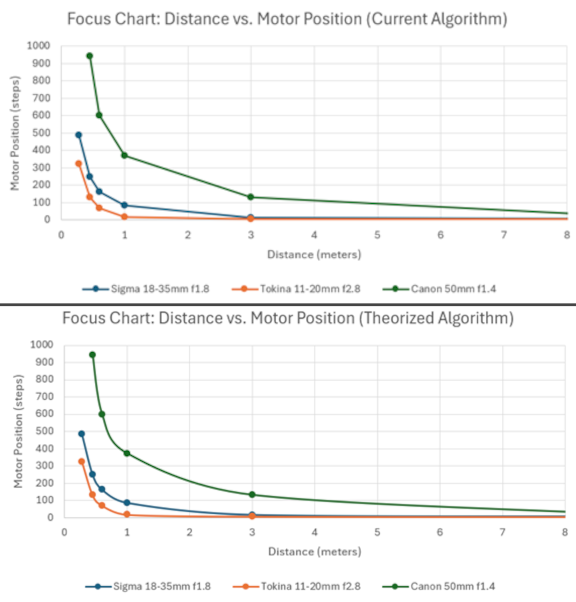 Focus Chart: Distance vs. Motor Position (Current Algorithm)
1000
900
800
700
600
500
400
300
200
100
0
Motor Position (steps)
0 1 2 3 4 5 6 7 8
Distance (meters)
Sigma 18-35mm f1.8 Tokina 11-20mm f2.8 Canon 50mm f1.4
Focus Chart: Distance vs. Motor Position (Theorized Algorithm)
1000
900
800
700
600
500
400
300
200
100
0
Motor Position (steps)
0 1 2 3 4 5 6 7 8
Distance (meters)
Sigma 18-35mm f1.8 Tokina 11-20mm f2.8 Canon 50mm f1.4